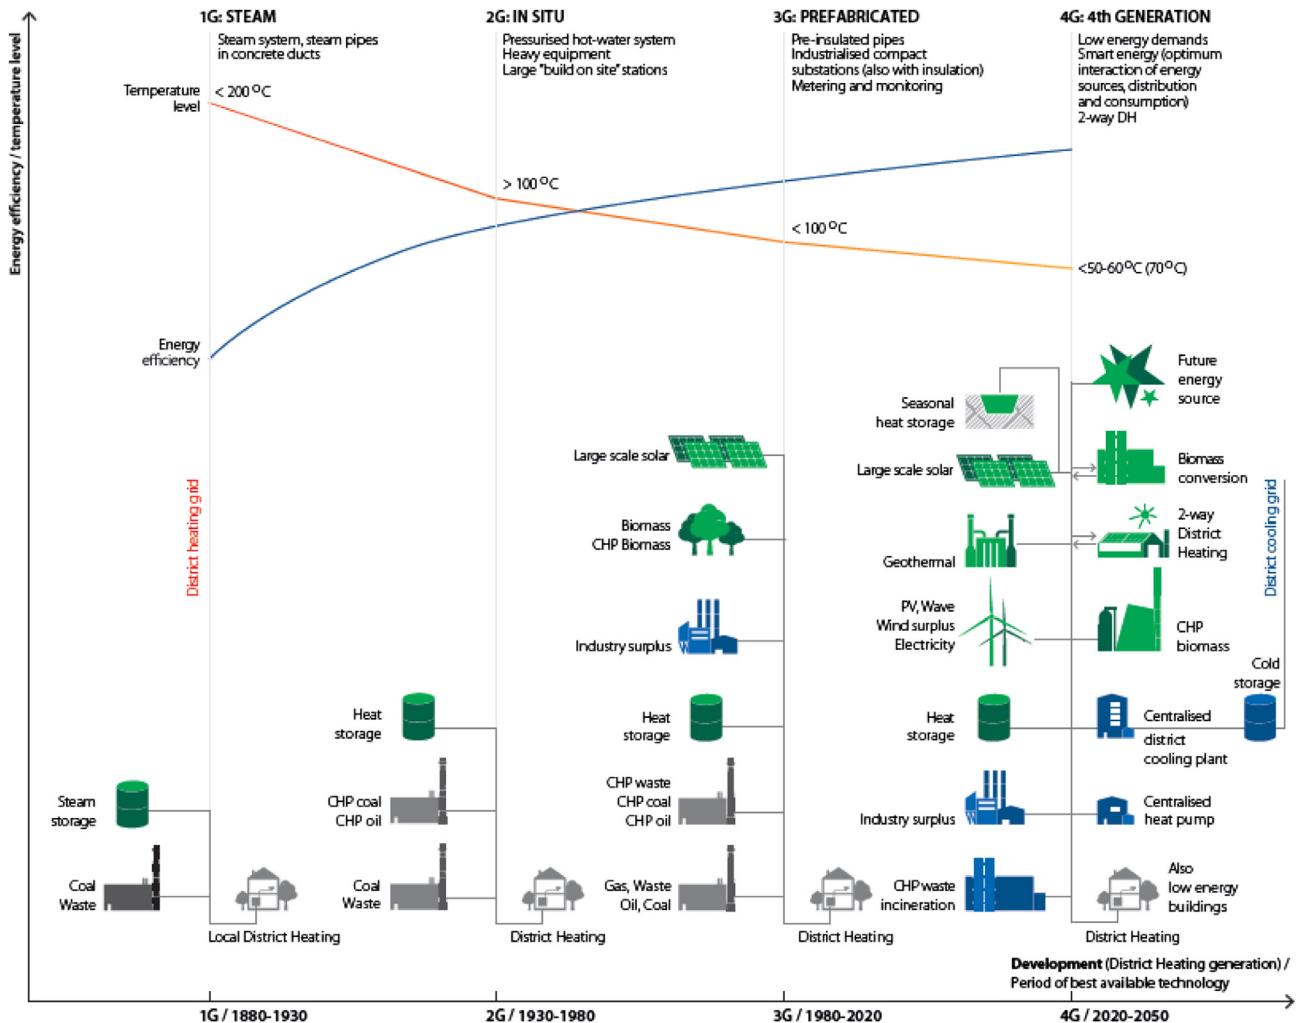 1G: STEAM
Steam system, steam pipes
in concrete ducts
2G: IN SITU
Pressurised hot-water system
Heavy equipment
Large "build on site" stations
3G: PREFABRICATED
Pre-insulated pipes
Industrialised compact
substations (also with insulation)
Metering and monitoring
4G: 4th GENERATION
Low energy demands
Smart energy (optimum
interaction of energy
sources, distribution
and consumption)
2-way DH
Energy efficiency / temperature level
Temperature
level
< 200 °C
> 100 °C
< 100 °C
<50-60°C (70°C)
Energy
efficiency
District heating grid
Steam
storage
Coal
Waste
Local District Heating
Heat
storage
CHP coal
CHP oil
Coal
Waste
District Heating
Large scale solar
Biomass
CHP Biomass
Industry surplus
Heat
storage
CHP waste
CHP coal
CHP oil
Gas, Waste
Oil, Coal
District Heating
Seasonal
heat storage
Large scale solar
Geothermal
PV, Wave
Wind surplus
Electricity
Heat
storage
Industry surplus
CHP waste
incineration
Future
energy
source
Biomass
conversion
2-way
District
Heating
CHP
biomass
Centralised
district
cooling plant
Centralised
heat pump
Also
low energy
buildings
District Heating
District cooling grid
Cold
storage
Development (District Heating generation) /
Period of best available technology
1G / 1880-1930
2G / 1930-1980
3G / 1980-2020
4G / 2020-2050